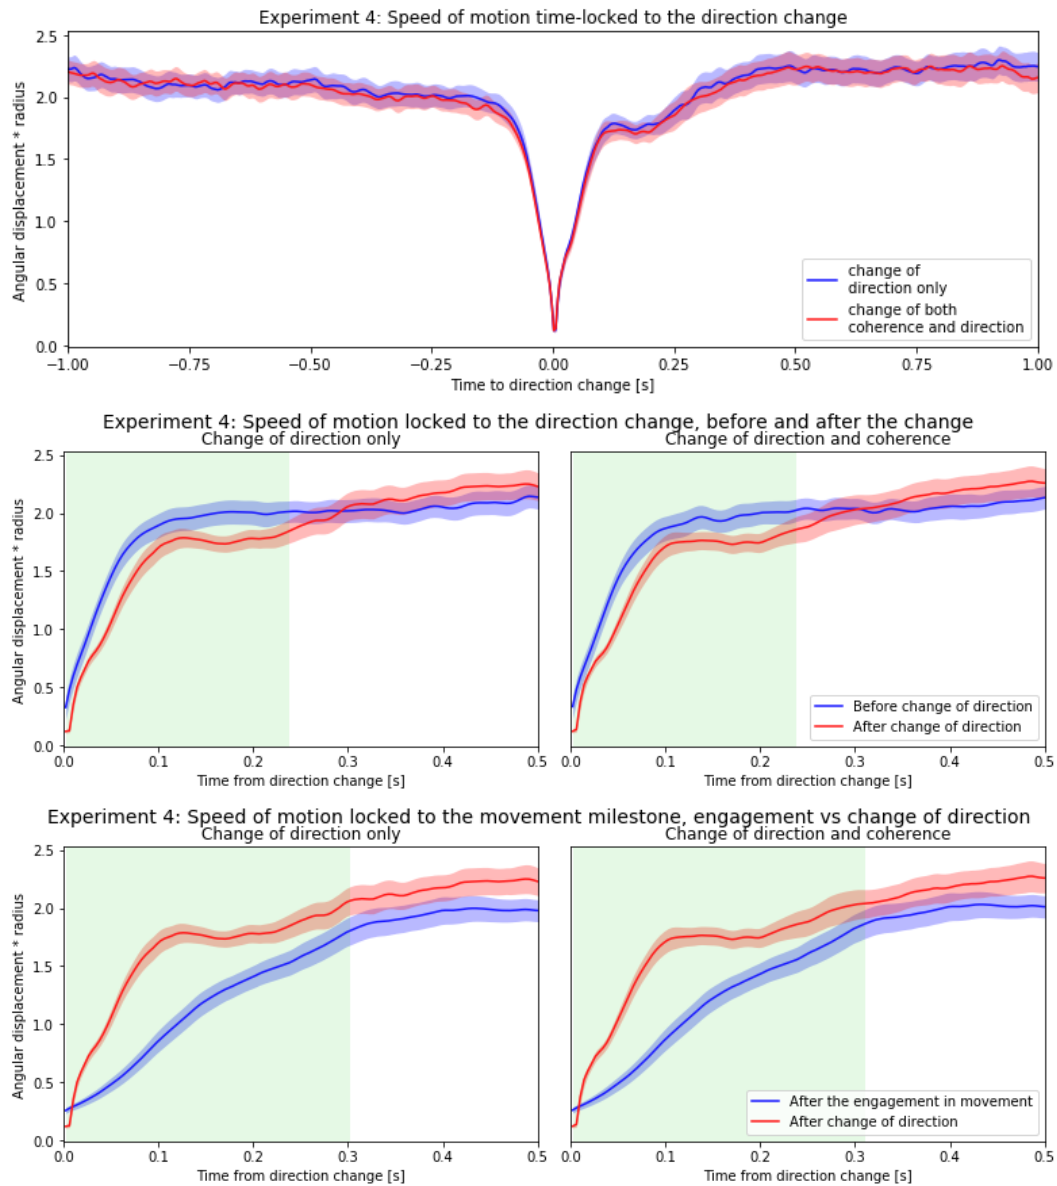 Experiment 4: Speed of motion time-locked to the direction change
2.5
2.0
1.5
1.0
0.5
0.0
Angular displacement * radius
change of
direction only
change of both
coherence and direction
−1.00 −0.75 −0.50 −0.25 0.00 0.25 0.50 0.75 1.00
Time to direction change [s]
Experiment 4: Speed of motion locked to the direction change, before and after the change
Change of direction only
Change of direction and coherence
2.5
2.0
1.5
1.0
0.5
0.0
Angular displacement * radius
Before change of direction
After change of direction
0.0 0.1 0.2 0.3 0.4 0.5
0.0 0.1 0.2 0.3 0.4 0.5
Time from direction change [s]
Time from direction change [s]
Experiment 4: Speed of motion locked to the movement milestone, engagement vs change of direction
Change of direction only
Change of direction and coherence
2.5
2.0
1.5
1.0
0.5
0.0
Angular displacement * radius
After the engagement in movement
After change of direction
0.0 0.1 0.2 0.3 0.4 0.5
0.0 0.1 0.2 0.3 0.4 0.5
Time from direction change [s]
Time from direction change [s]